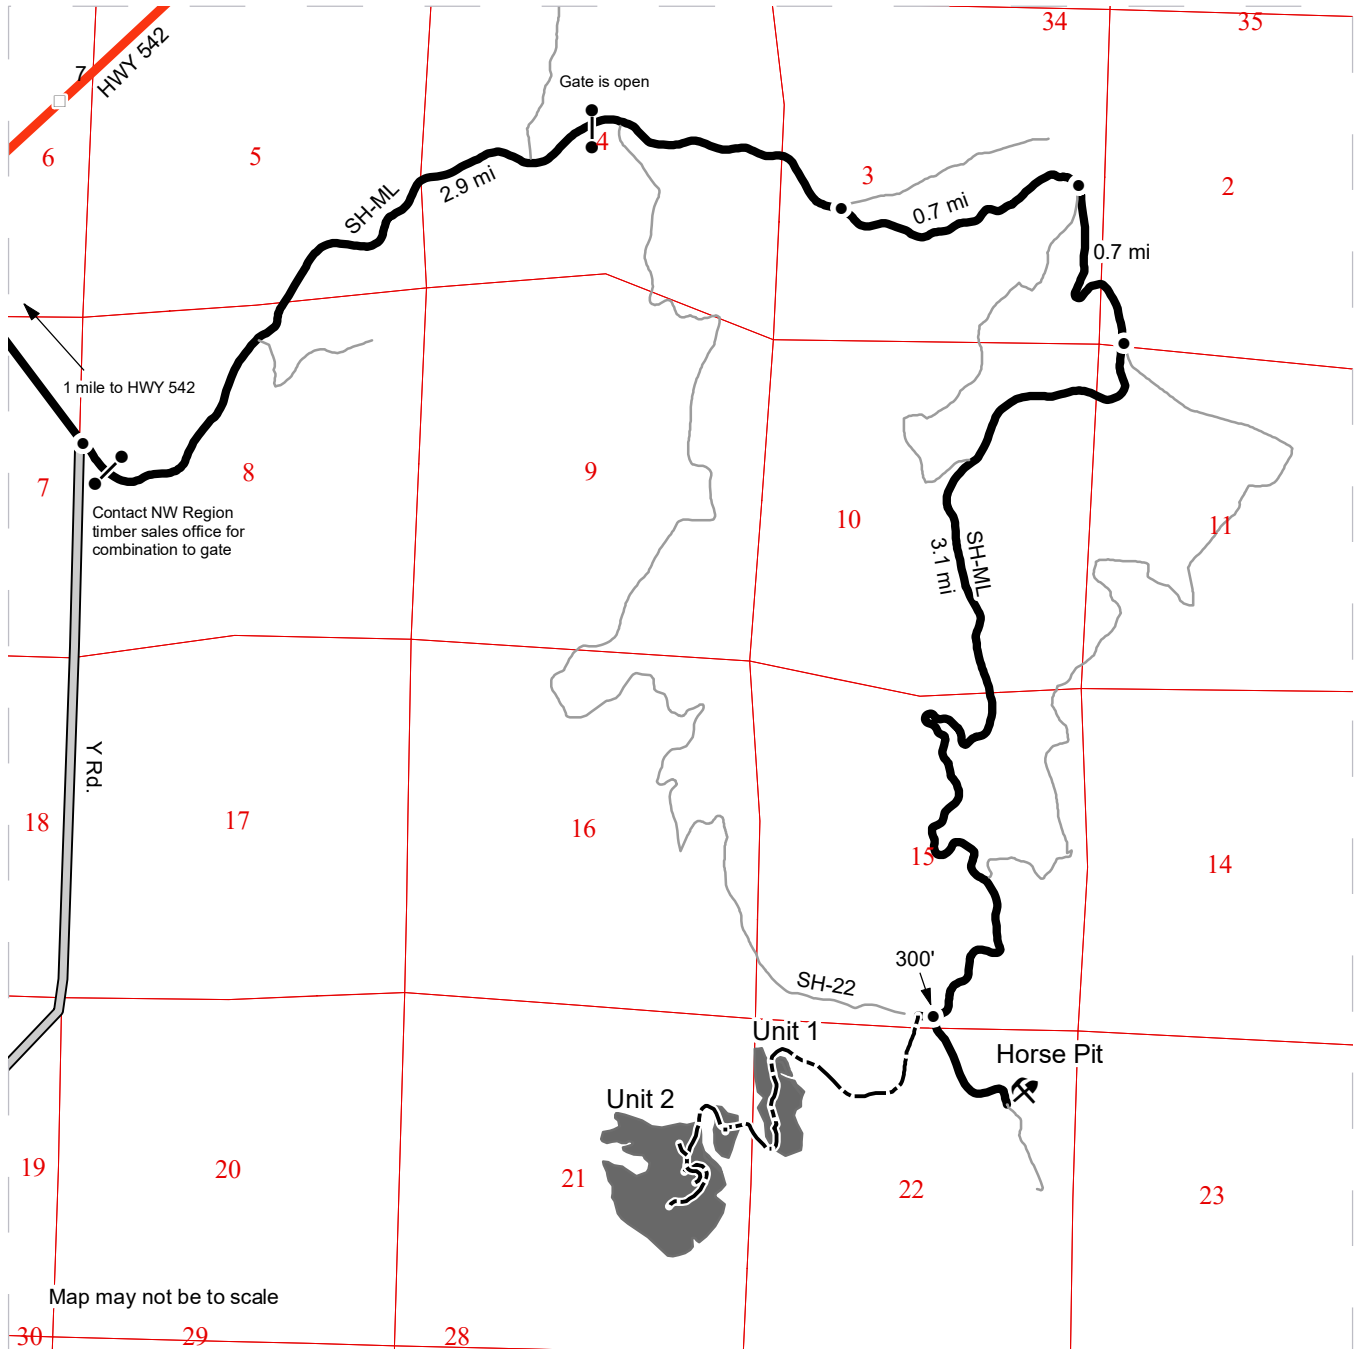 34
35
7
HWY 542
Gate is open
6
5
4
3
2
SH-ML
2.9 mi
0.7 mi
0.7 mi
1 mile to HWY 542
7
8
9
10
11
Contact NW Region
timber sales office for
combination to gate
SH-ML
3.1 mi
Y Rd.
18
17
16
15
14
300'
SH-22
Unit 1
Horse Pit
Unit 2
19
20
21
22
23
Map may not be to scale
30
29
28